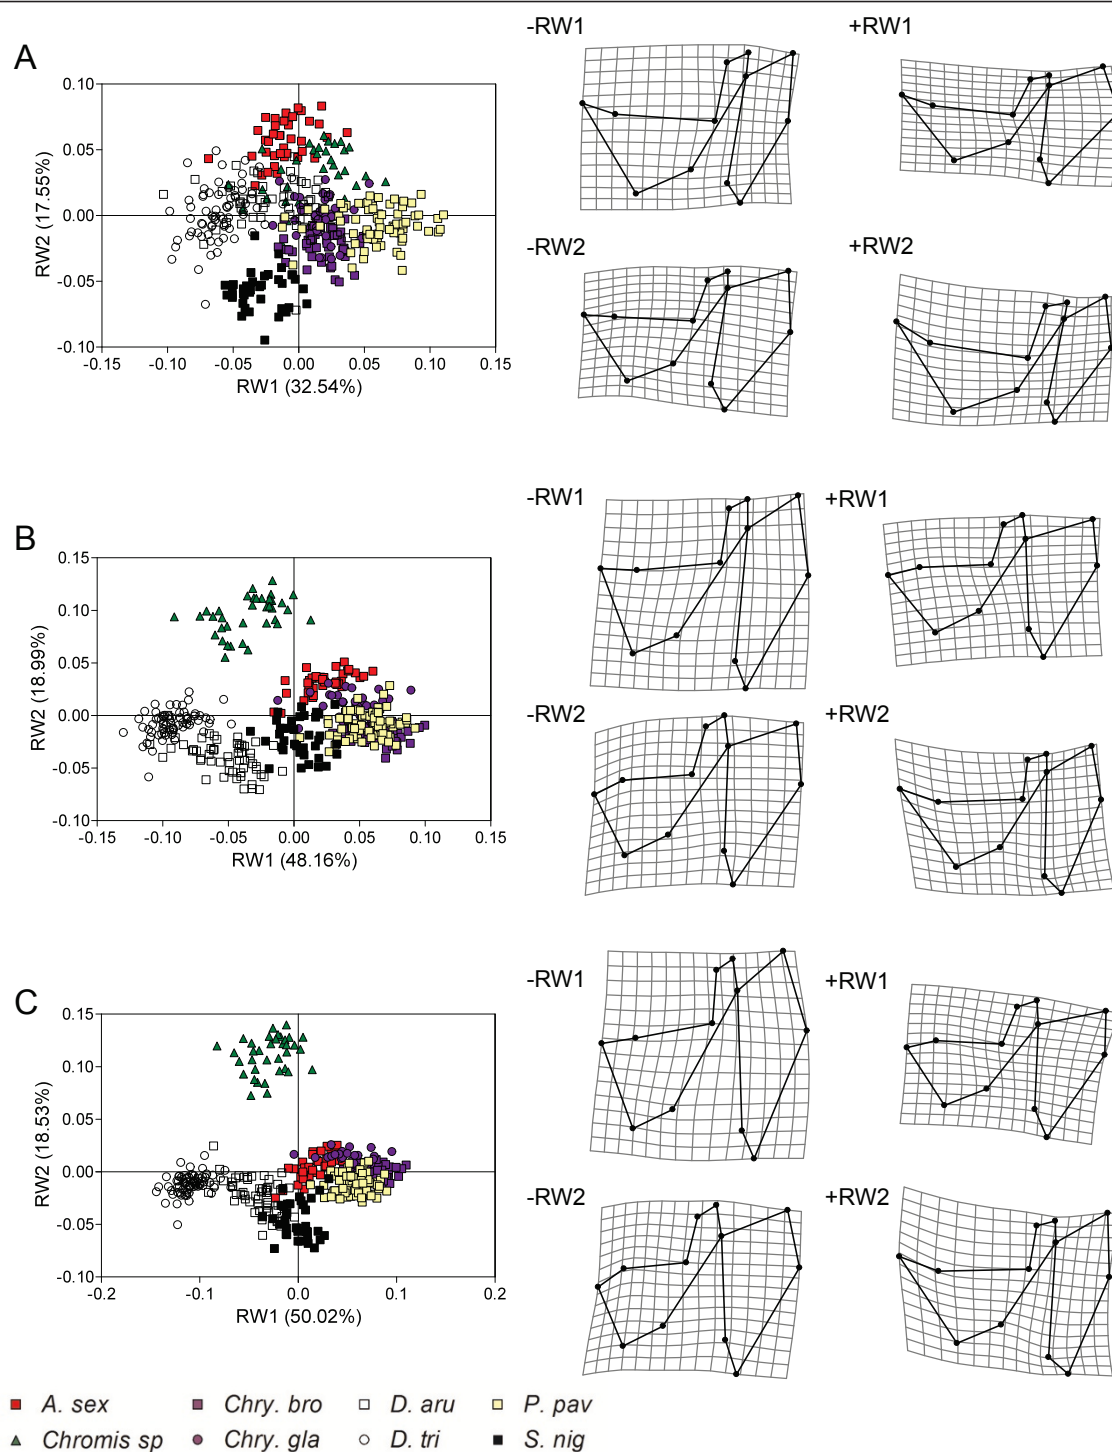 A
-RW1
+RW1
0.10
0.05
0.00
-0.05
-0.10
RW2 (17.55%)
-0.15 -0.10 -0.05 0.00 0.05 0.10 0.15
RW1 (32.54%)
-RW2
+RW2
B
-RW1
+RW1
0.15
0.10
0.05
0.00
-0.05
-0.10
RW2 (18.99%)
-0.15 -0.10 -0.05 0.00 0.05 0.10 0.15
RW1 (48.16%)
-RW2
+RW2
C
-RW1
+RW1
0.15
0.10
0.05
0.00
-0.05
-0.10
RW2 (18.53%)
-0.2 -0.1 0.0 0.1 0.2
RW1 (50.02%)
-RW2
+RW2
A. sex Chry. bro D. aru P. pav
Chromis sp Chry. gla D. tri S. nig